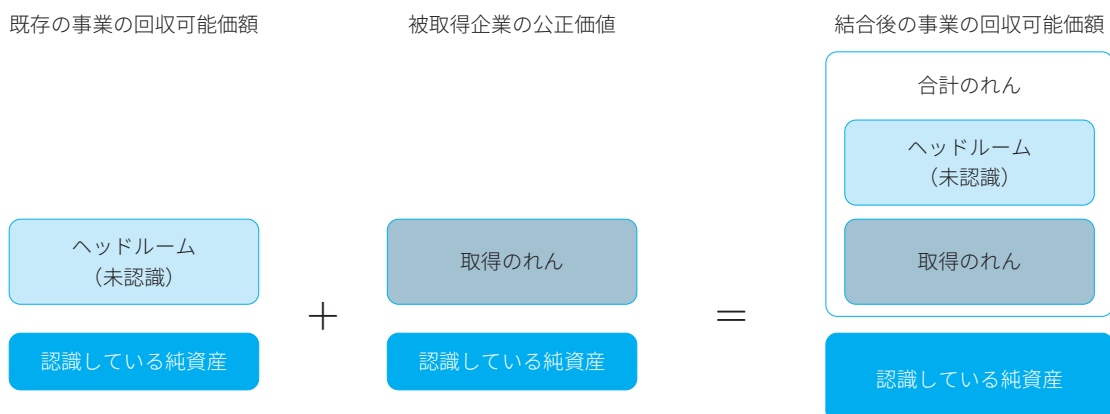 既存の事業の回収可能価額
被取得企業の公正価値
結合後の事業の回収可能価額
合計のれん
ヘッドルーム
（未認識）
ヘッドルーム
（未認識）
取得のれん
取得のれん
＋
＝
認識している純資産
認識している純資産
認識している純資産